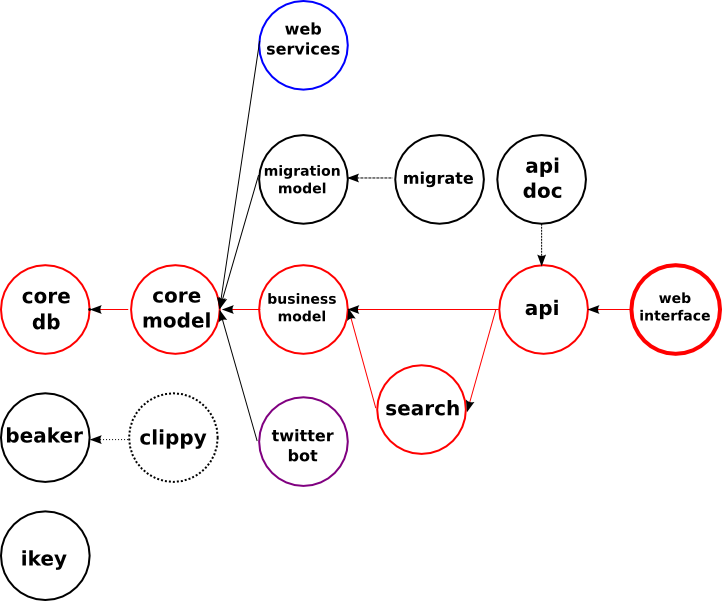 web
services
migration
model
migrate
api
doc
core
db
core
model
business
model
api
web
interface
search
beaker
clippy
twitter
bot
ikey